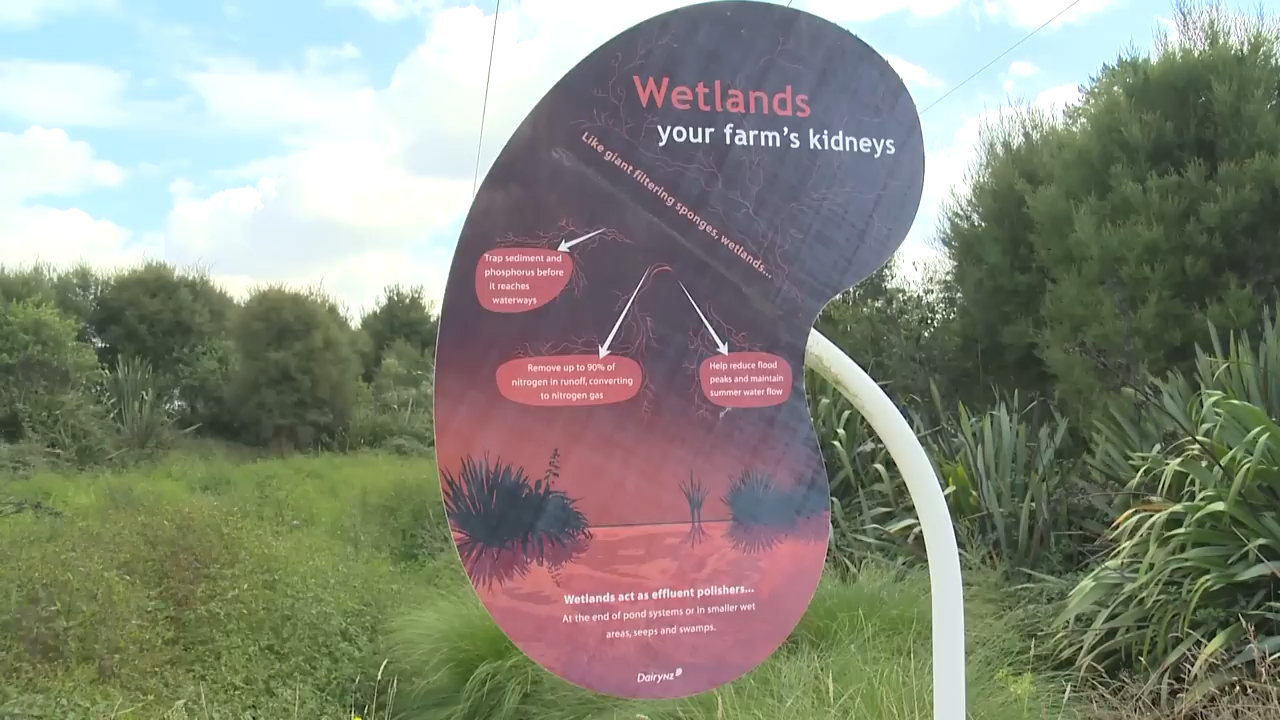 Wetlands
your farm's kidneys
Like giant filtering sponges, wetlands...
Trap sediment and
phosphorus before
it reaches
waterways
Remove up to 90% of
nitrogen in runoff, converting
to nitrogen gas
Help reduce flood
peaks and maintain
summer water flow
Wetlands act as effluent polishers...
At the end of pond systems or in smaller wet
areas, seeps and swamps.
DairyNZ